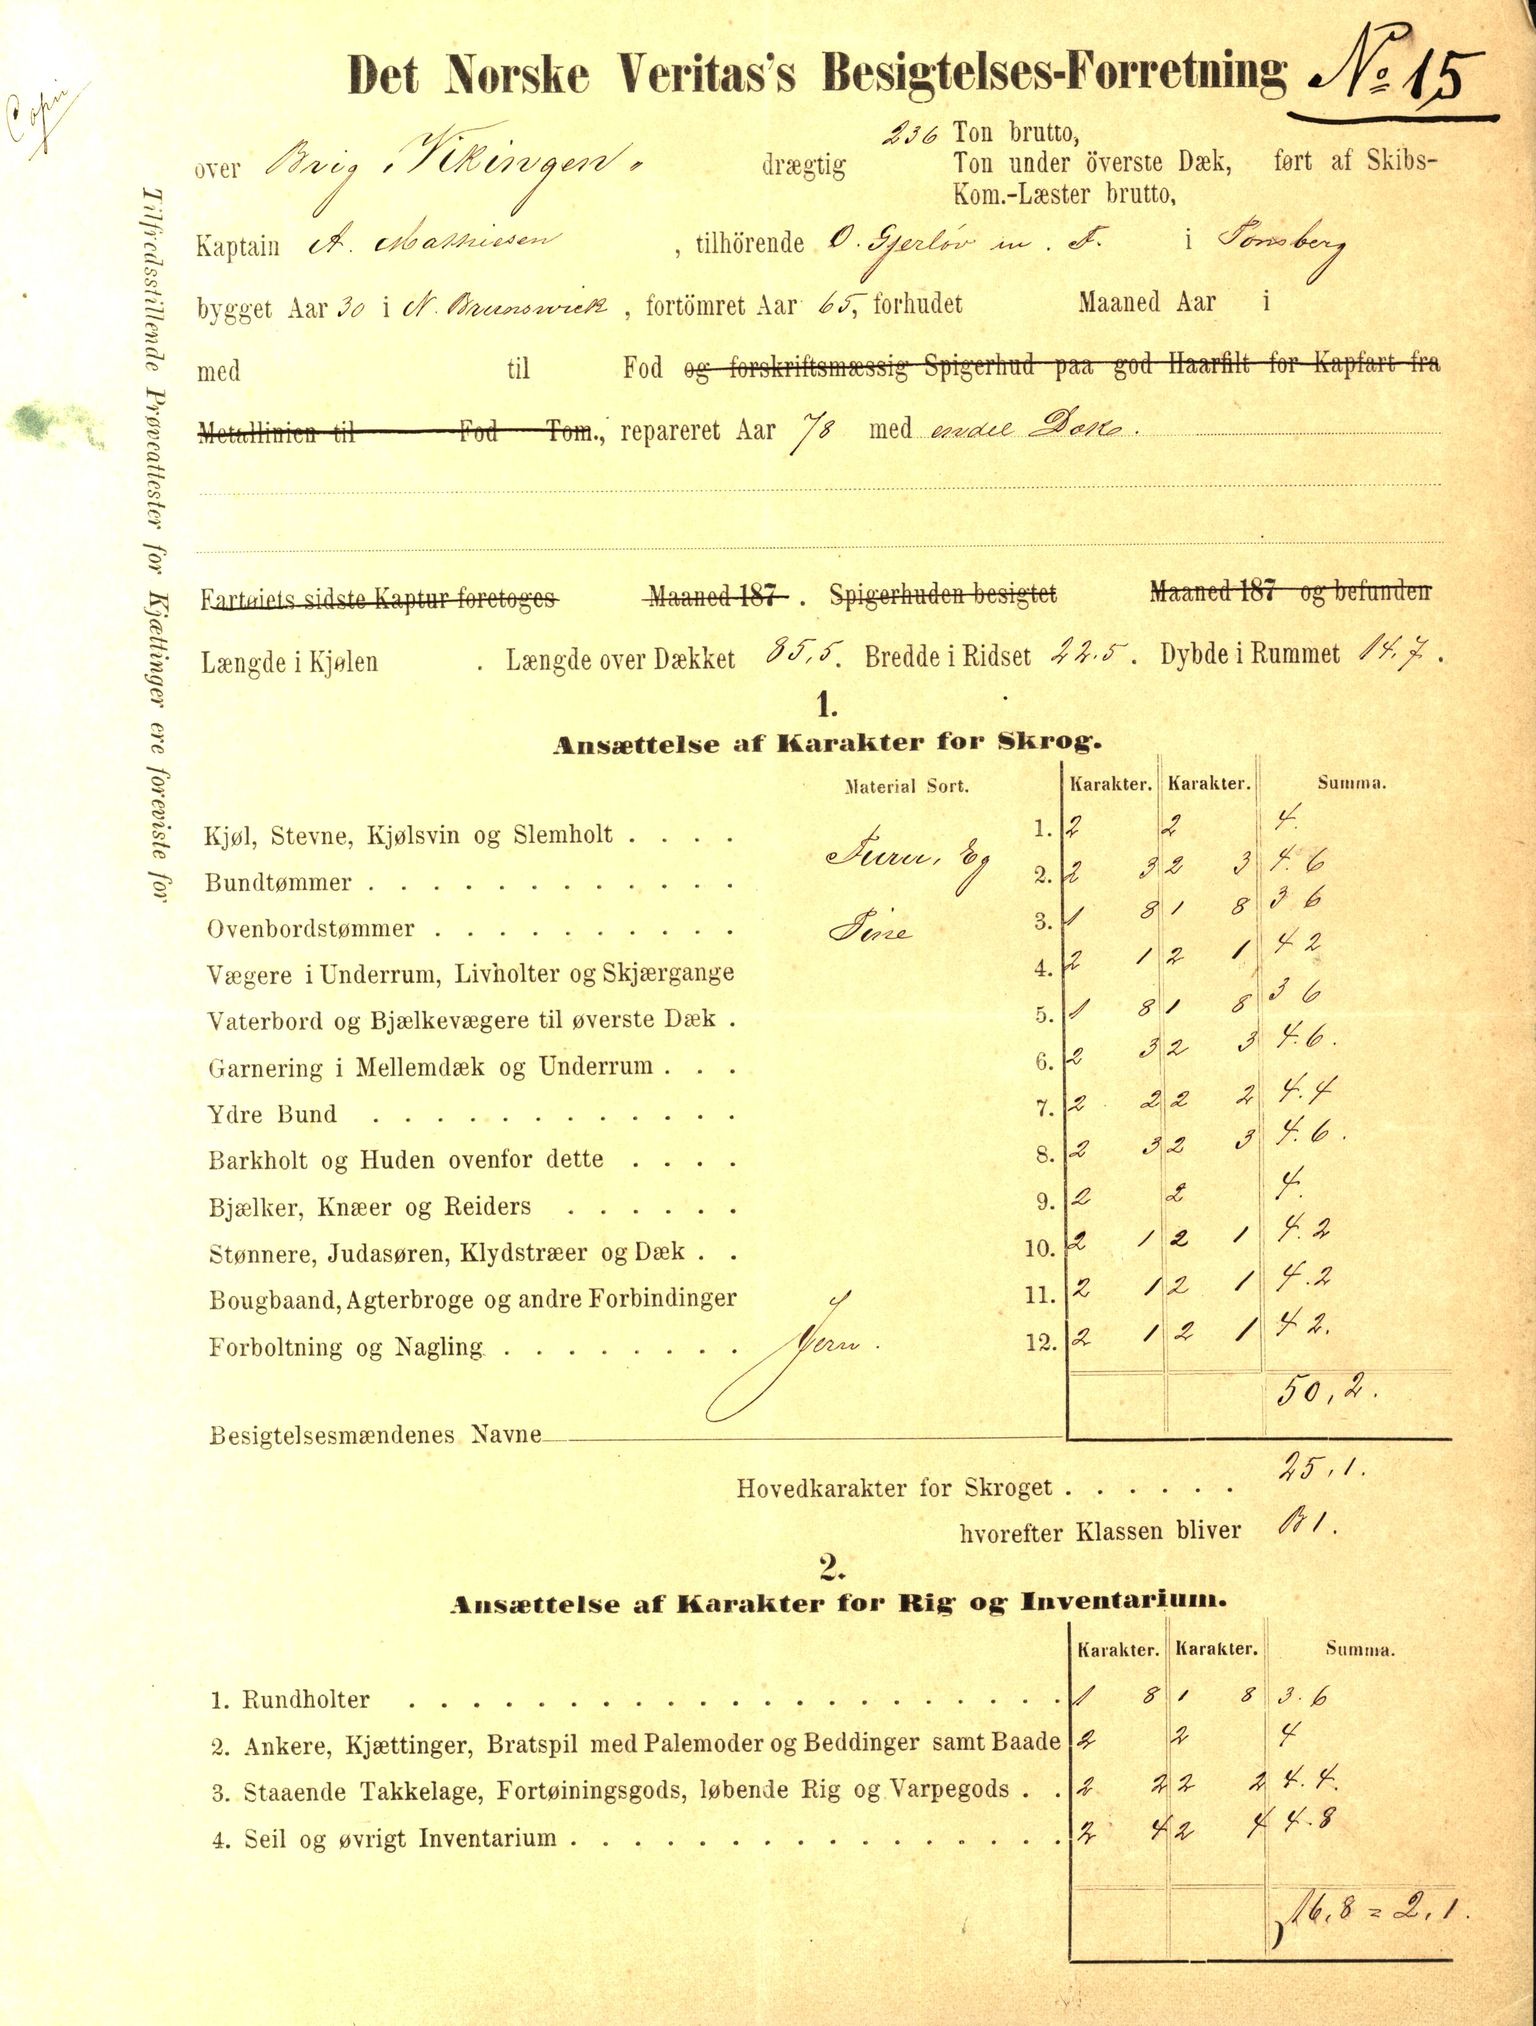 Det Norske Veritas's Besigtelses-Forretning No 15
Copi
236 Ton brutto,
over Brig "Vikingen" drægtig Ton under överste Dæk, ført af Skibs-
Kom.-Læster brutto,
Kaptain A. Mathiesen, tilhörende O. Gjerløv m. F. i Tonsberg
bygget Aar 30 i N. Brunswick, fortömret Aar 65, forhudet Maaned Aar i
med til Fod og forskriftsmæssig Spigerhud paa god Haarfilt for Kapfart fra
Metallinien til Fod Tom., repareret Aar 78 med endel Dæk.
Fartøiets sidste Kaptur foretoges Maaned 187 . Spigerhuden besigtet Maaned 187 og befunden
Længde i Kjølen . Længde over Dækket 85,5. Bredde i Ridset 22.5. Dybde i Rummet 14,7.
Tilfredsstillende Prøveattester for Kjættinger ere foreviste for
1.
Ansættelse af Karakter for Skrog.
Material Sort. Karakter. Karakter. Summa.
Kjøl, Stevne, Kjølsvin og Slemholt . . . . 1. 2 2 4.
Furu, Eg
Bundtømmer . . . . . . . . . . . . 2. 2 3 2 3 4. 6
Ovenbordstømmer . . . . . . . . . . Pine 3. 1 8 1 8 3 6
Vægere i Underrum, Livholter og Skjærgange 4. 2 1 2 1 4 2
Vaterbord og Bjælkevægere til øverste Dæk . 5. 1 8 1 8 3 6
Garnering i Mellemdæk og Underrum . . . 6. 2 3 2 3 4. 6.
Ydre Bund . . . . . . . . . . . . 7. 2 2 2 2 4. 4
Barkholt og Huden ovenfor dette . . . . 8. 2 3 2 3 4. 6.
Bjælker, Knæer og Reiders . . . . . . 9. 2 2 4.
Stønnere, Judasøren, Klydstræer og Dæk . . 10. 2 1 2 1 4. 2
Bougbaand, Agterbroge og andre Forbindinger 11. 2 1 2 1 4. 2
Forboltning og Nagling . . . . . . . . Jern. 12. 2 1 2 1 4 2.
50,2.
Besigtelsesmændenes Navne
Hovedkarakter for Skroget . . . . . . 25,1.
hvorefter Klassen bliver B1.
2.
Ansættelse af Karakter for Rig og Inventarium.
Karakter. Karakter. Summa.
1. Rundholter . . . . . . . . . . . . . . . . . . . . 1 8 1 8 3. 6
2. Ankere, Kjættinger, Bratspil med Palemoder og Beddinger samt Baade 2 2 4
3. Staaende Takkelage, Fortøiningsgods, løbende Rig og Varpegods . . 2 2 2 2 4. 4.
4. Seil og øvrigt Inventarium . . . . . . . . . . . . . . . . 2 4 2 4 4. 8
16,8 = 2,1.